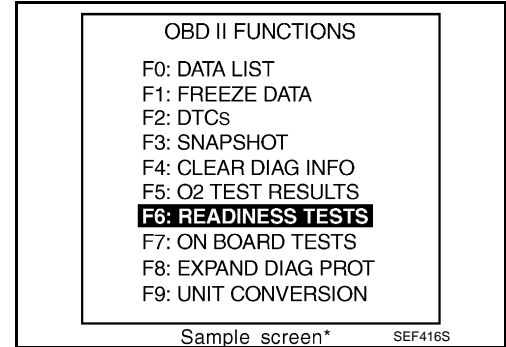 OBD II FUNCTIONS
F0: DATA LIST
F1: FREEZE DATA
F2: DTCs
F3: SNAPSHOT
F4: CLEAR DIAG INFO
F5: O2 TEST RESULTS
F6: READINESS TESTS
F7: ON BOARD TESTS
F8: EXPAND DIAG PROT
F9: UNIT CONVERSION
Sample screen*
SEF416S